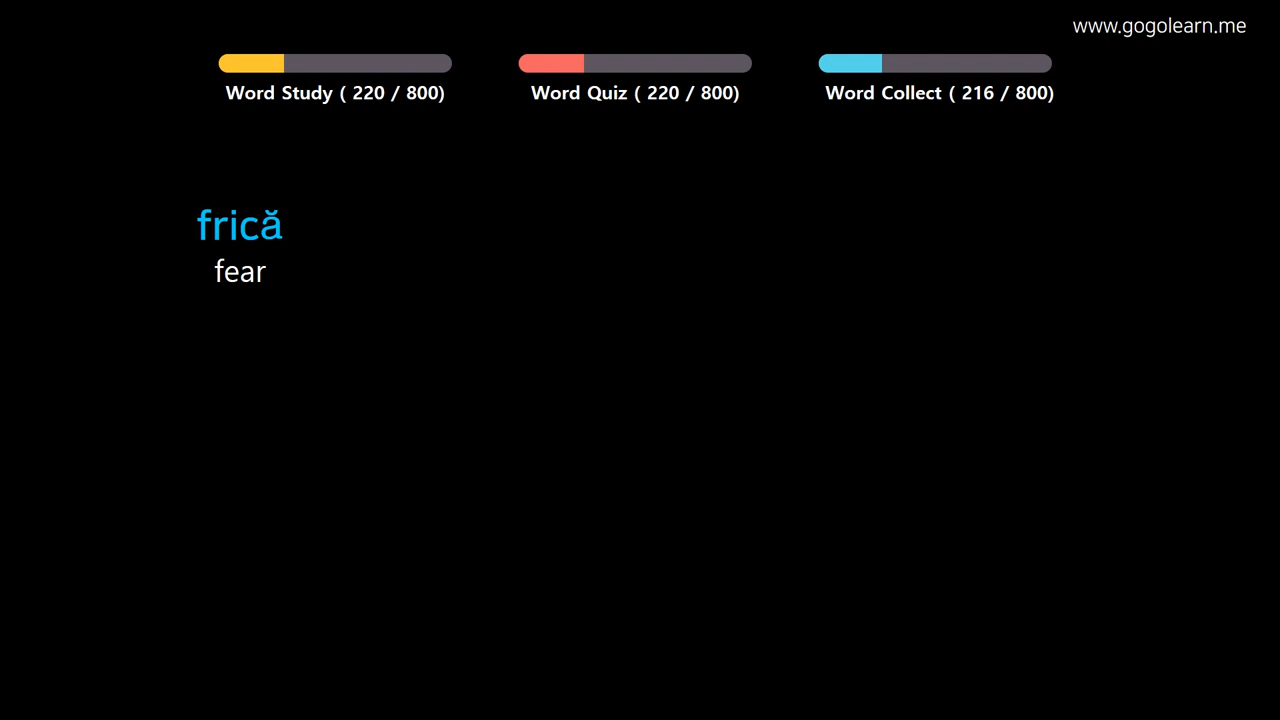 www.gogolearn.me
Word Study ( 220 / 800)
Word Quiz ( 220 / 800)
Word Collect ( 216 / 800)
frică
fear